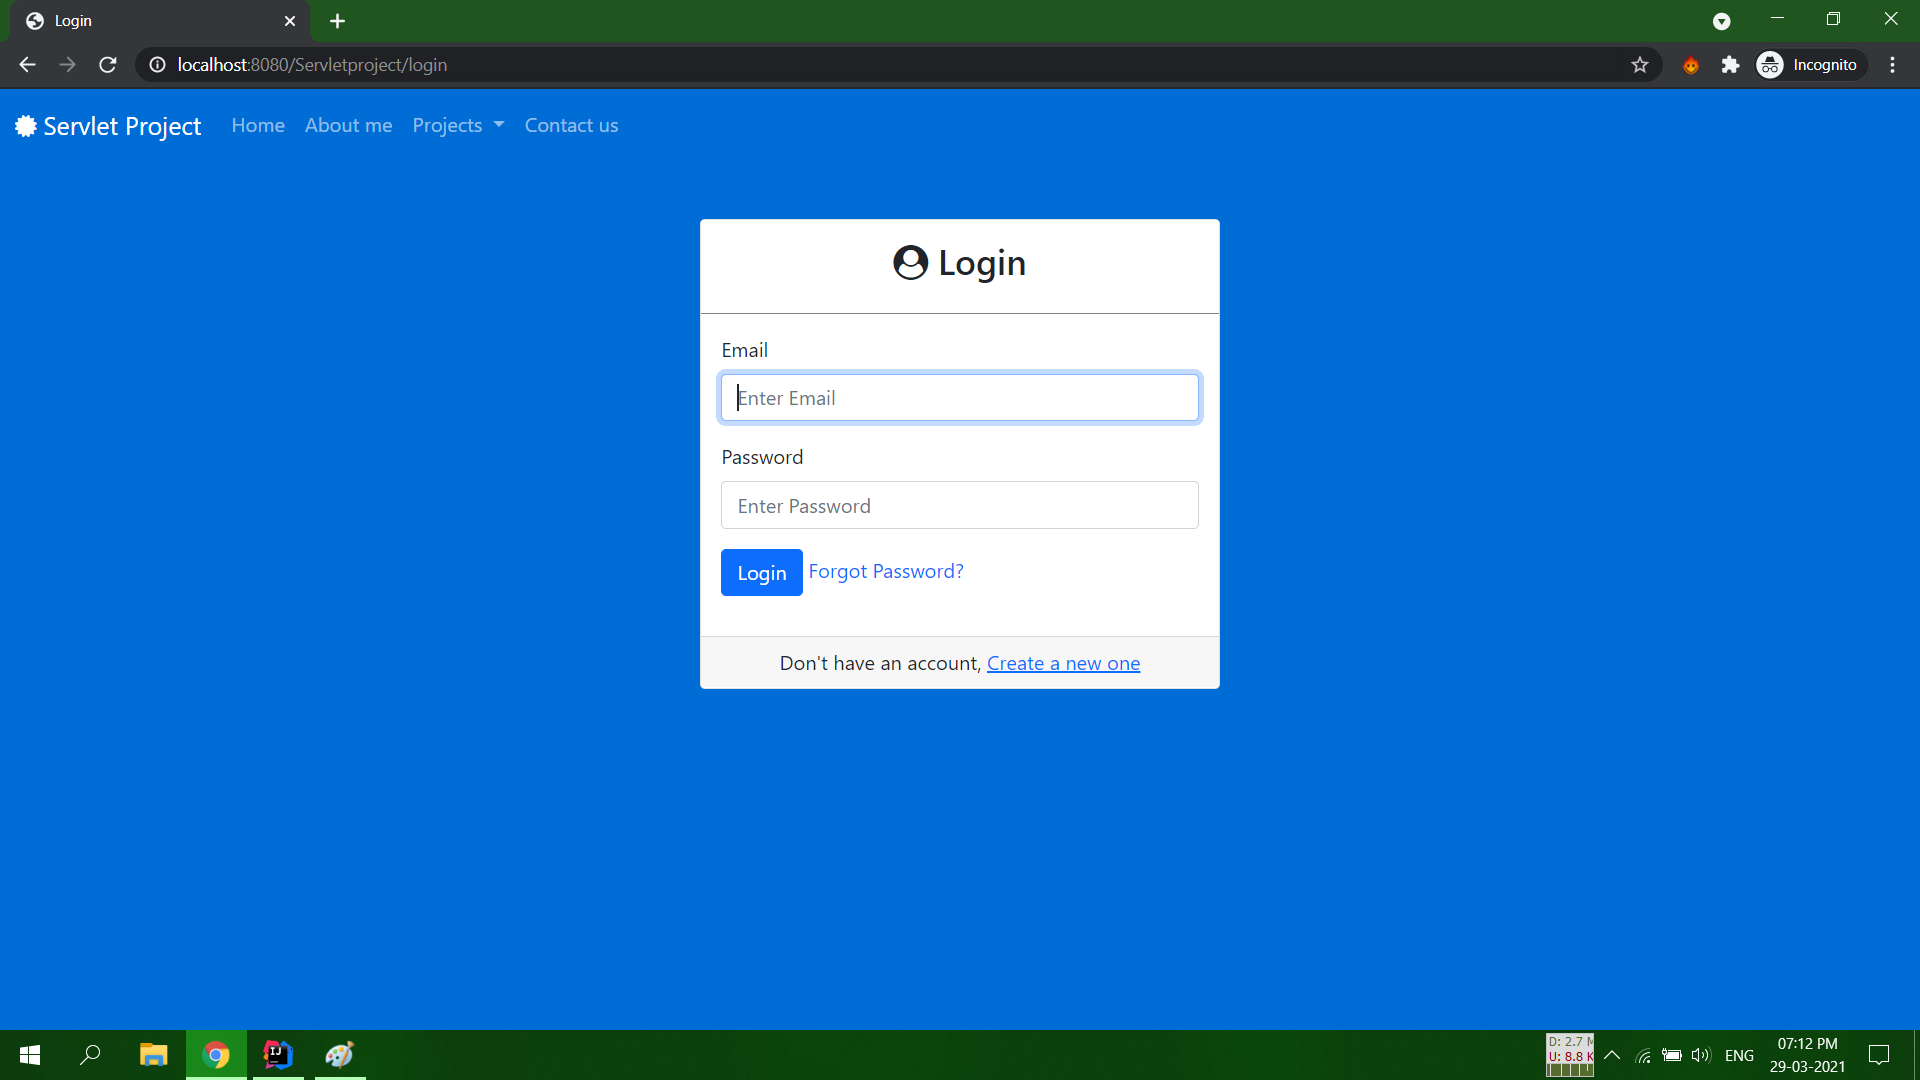 Login
localhost:8080/Servletproject/login
Incognito
Servlet Project Home About me Projects Contact us
Login
Email
Enter Email
Password
Enter Password
Login Forgot Password?
Don't have an account, Create a new one
IJ
D: 2.7
U: 8.8 K
ENG
07:12 PM
29-03-2021